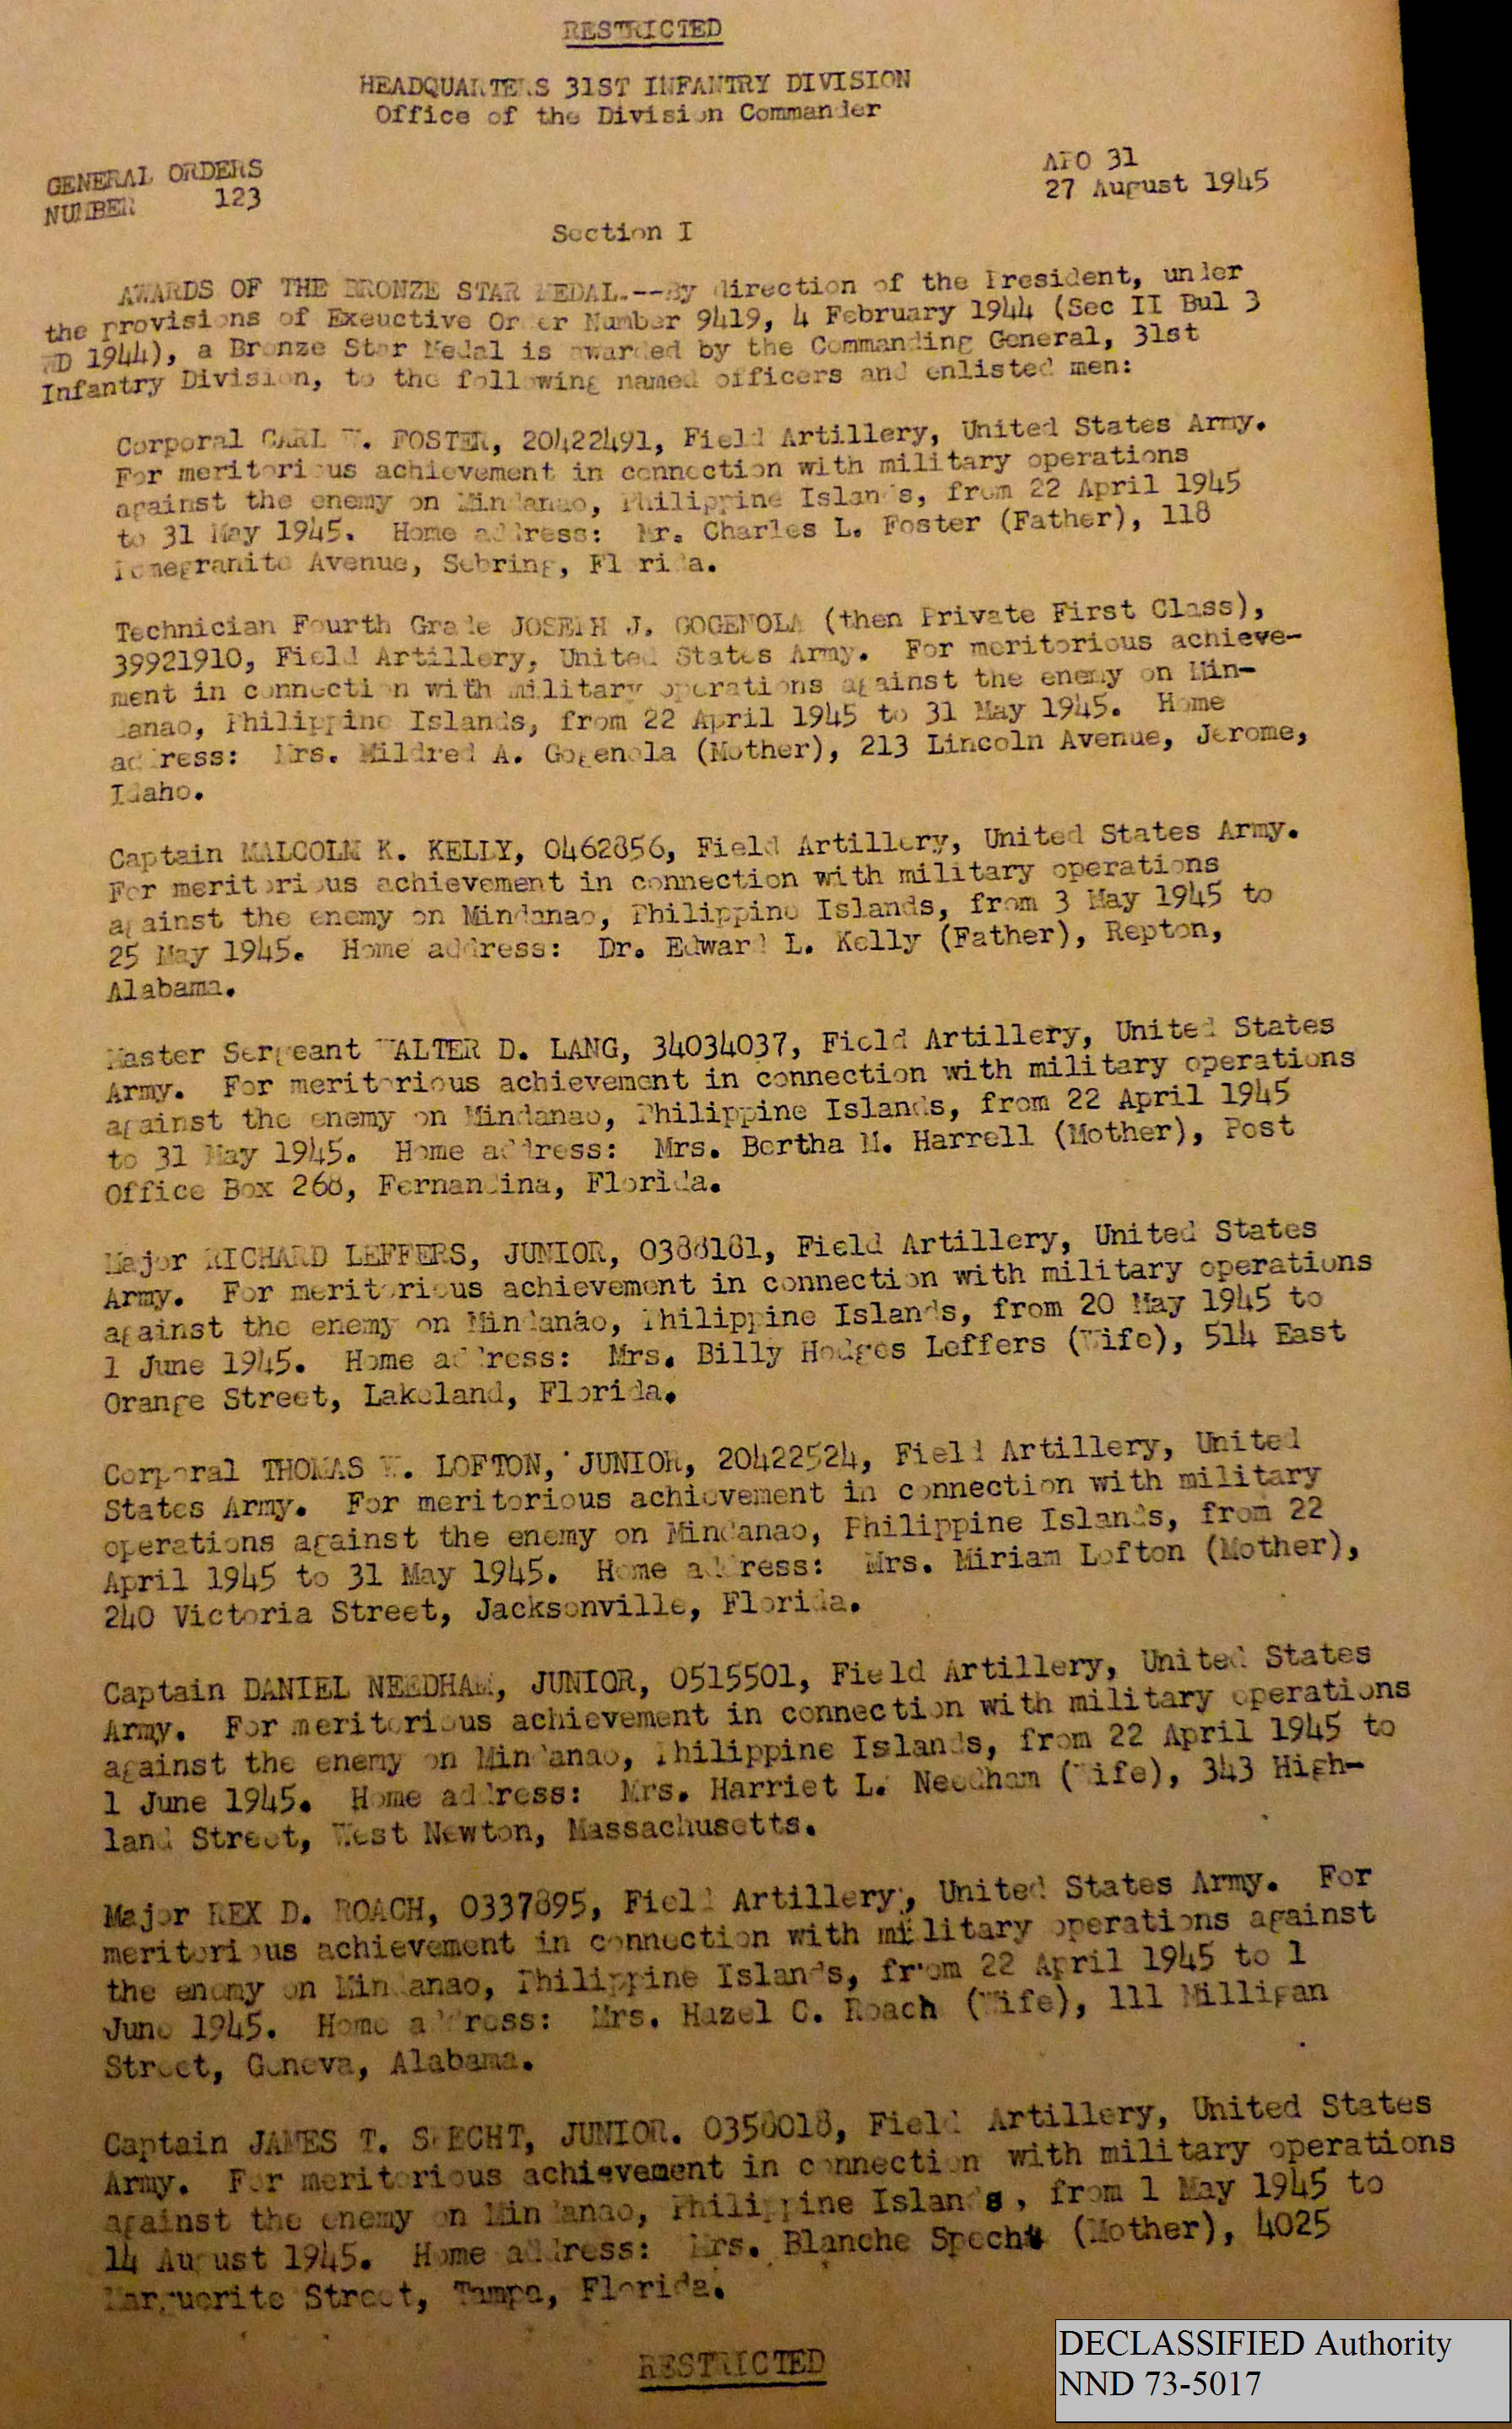 RESTRICTED
HEADQUARTERS 31ST INFANTRY DIVISION
Office of the Division Commander
GENERAL ORDERS
NUMBER 123
APO 31
27 August 1945
Section I
AWARDS OF THE BRONZE STAR MEDAL.--By direction of the President, under
the provisions of Exeuctive Order Number 9419, 4 February 1944 (Sec II Bul 3
WD 1944), a Bronze Star Medal is awarded by the Commanding General, 31st
Infantry Division, to the following named officers and enlisted men:
Corporal CARL W. FOSTER, 20422491, Field Artillery, United States Army.
For meritorious achievement in connection with military operations
against the enemy on Mindanao, Philippine Islands, from 22 April 1945
to 31 May 1945. Home address: Mr. Charles L. Foster (Father), 118
Pomegranite Avenue, Sebring, Florida.
Technician Fourth Grade JOSEPH J. GOGENOLA (then Private First Class),
39921910, Field Artillery, United States Army. For meritorious achieve-
ment in connection with military operations against the enemy on Min-
danao, Philippine Islands, from 22 April 1945 to 31 May 1945. Home
address: Mrs. Mildred A. Gogenola (Mother), 213 Lincoln Avenue, Jerome,
Idaho.
Captain MALCOLM K. KELLY, 0462856, Field Artillery, United States Army.
For meritorious achievement in connection with military operations
against the enemy on Mindanao, Philippine Islands, from 3 May 1945 to
25 May 1945. Home address: Dr. Edward L. Kelly (Father), Repton,
Alabama.
Master Sergeant WALTER D. LANG, 34034037, Field Artillery, United States
Army. For meritorious achievement in connection with military operations
against the enemy on Mindanao, Philippine Islands, from 22 April 1945
to 31 May 1945. Home address: Mrs. Bertha M. Harrell (Mother), Post
Office Box 268, Fernandina, Florida.
Major RICHARD LEFFERS, JUNIOR, 0388181, Field Artillery, United States
Army. For meritorious achievement in connection with military operations
against the enemy on Mindanao, Philippine Islands, from 20 May 1945 to
1 June 1945. Home address: Mrs. Billy Hodges Leffers (Wife), 514 East
Orange Street, Lakeland, Florida.
Corporal THOMAS W. LOFTON, JUNIOR, 20422524, Field Artillery, United
States Army. For meritorious achievement in connection with military
operations against the enemy on Mindanao, Philippine Islands, from 22
April 1945 to 31 May 1945. Home address: Mrs. Miriam Lofton (Mother),
240 Victoria Street, Jacksonville, Florida.
Captain DANIEL NEEDHAM, JUNIOR, 0515501, Field Artillery, United States
Army. For meritorious achievement in connection with military operations
against the enemy on Mindanao, Philippine Islands, from 22 April 1945 to
1 June 1945. Home address: Mrs. Harriet L. Needham (Wife), 343 High-
land Street, West Newton, Massachusetts.
Major REX D. ROACH, 0337895, Field Artillery, United States Army. For
meritorious achievement in connection with military operations against
the enemy on Mindanao, Philippine Islands, from 22 April 1945 to 1
June 1945. Home address: Mrs. Hazel C. Roach (Wife), 111 Milligan
Street, Geneva, Alabama.
Captain JAMES T. SPECHT, JUNIOR. 0358018, Field Artillery, United States
Army. For meritorious achievement in connection with military operations
against the enemy on Mindanao, Philippine Islands, from 1 May 1945 to
14 August 1945. Home address: Mrs. Blanche Specht (Mother), 4025
Marguerite Street, Tampa, Florida.
RESTRICTED
DECLASSIFIED Authority
NND 73-5017